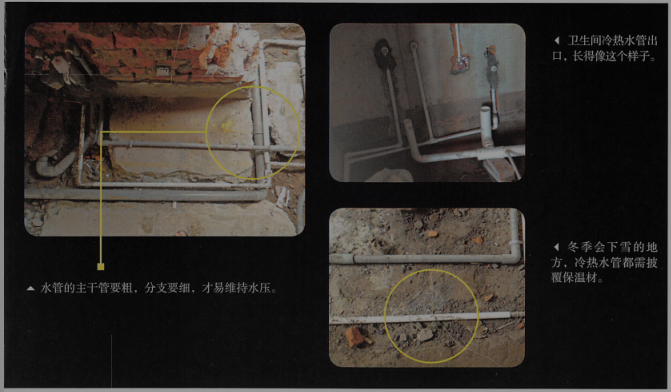 ◀ 卫生间冷热水管出
口，长得像这个样子。
◀ 冬季会下雪的地
方，冷热水管都需披
覆保温材。
▲ 水管的主干管要粗，分支要细，才易维持水压。